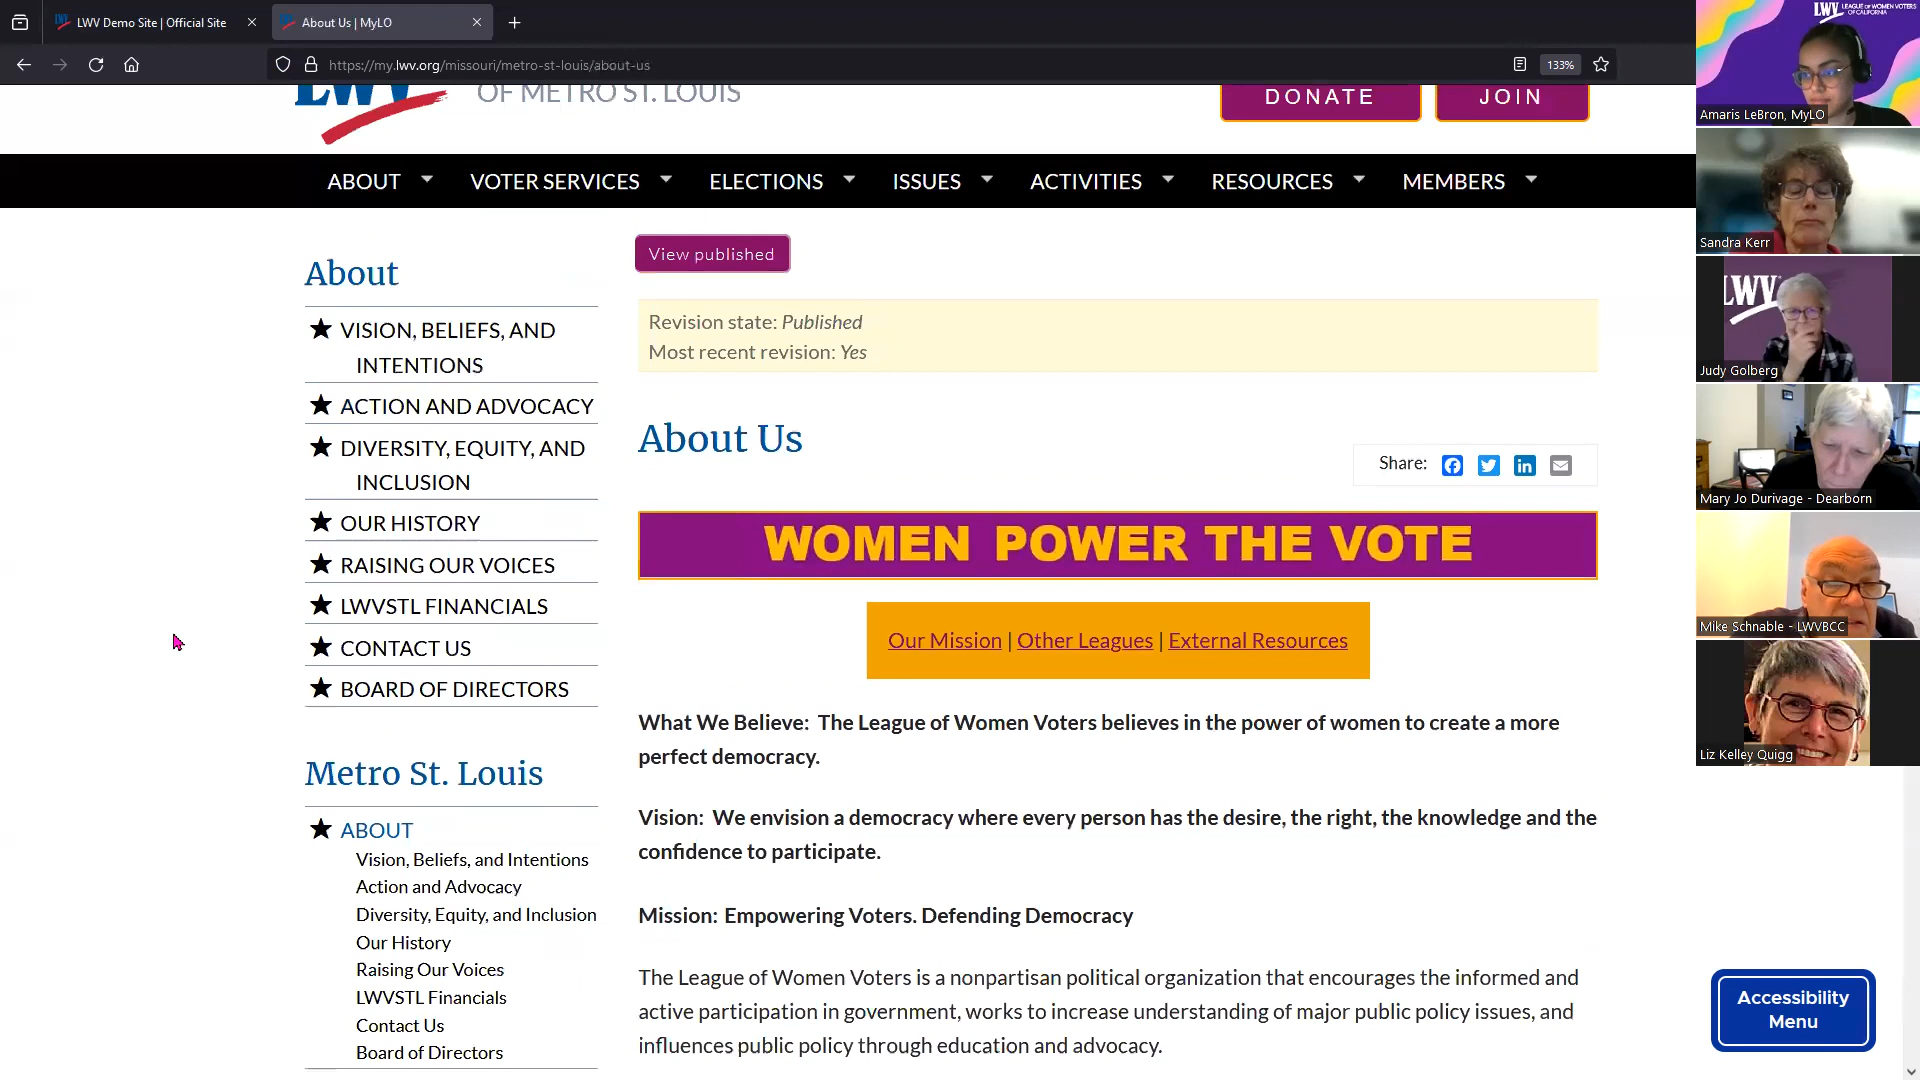 LWV Demo Site | Official Site
About Us | MyLO
https://my.lwv.org/missouri/metro-st-louis/about-us
133%
LWV
OF METRO ST. LOUIS
DONATE
JOIN
ABOUT
VOTER SERVICES
ELECTIONS
ISSUES
ACTIVITIES
RESOURCES
MEMBERS
About
VISION, BELIEFS, AND
INTENTIONS
ACTION AND ADVOCACY
DIVERSITY, EQUITY, AND
INCLUSION
OUR HISTORY
RAISING OUR VOICES
LWVSTL FINANCIALS
CONTACT US
BOARD OF DIRECTORS
Metro St. Louis
ABOUT
Vision, Beliefs, and Intentions
Action and Advocacy
Diversity, Equity, and Inclusion
Our History
Raising Our Voices
LWVSTL Financials
Contact Us
Board of Directors
View published
Revision state: Published
Most recent revision: Yes
About Us
Share:
WOMEN POWER THE VOTE
Our Mission | Other Leagues | External Resources
What We Believe: The League of Women Voters believes in the power of women to create a more
perfect democracy.
Vision: We envision a democracy where every person has the desire, the right, the knowledge and the
confidence to participate.
Mission: Empowering Voters. Defending Democracy
The League of Women Voters is a nonpartisan political organization that encourages the informed and
active participation in government, works to increase understanding of major public policy issues, and
influences public policy through education and advocacy.
LWV LEAGUE OF WOMEN VOTERS
OF CALIFORNIA
Amaris LeBron, MyLO
Sandra Kerr
LWV
Judy Golberg
Mary Jo Durivage - Dearborn
Mike Schnable - LWVBCC
Liz Kelley Quigg
Accessibility
Menu